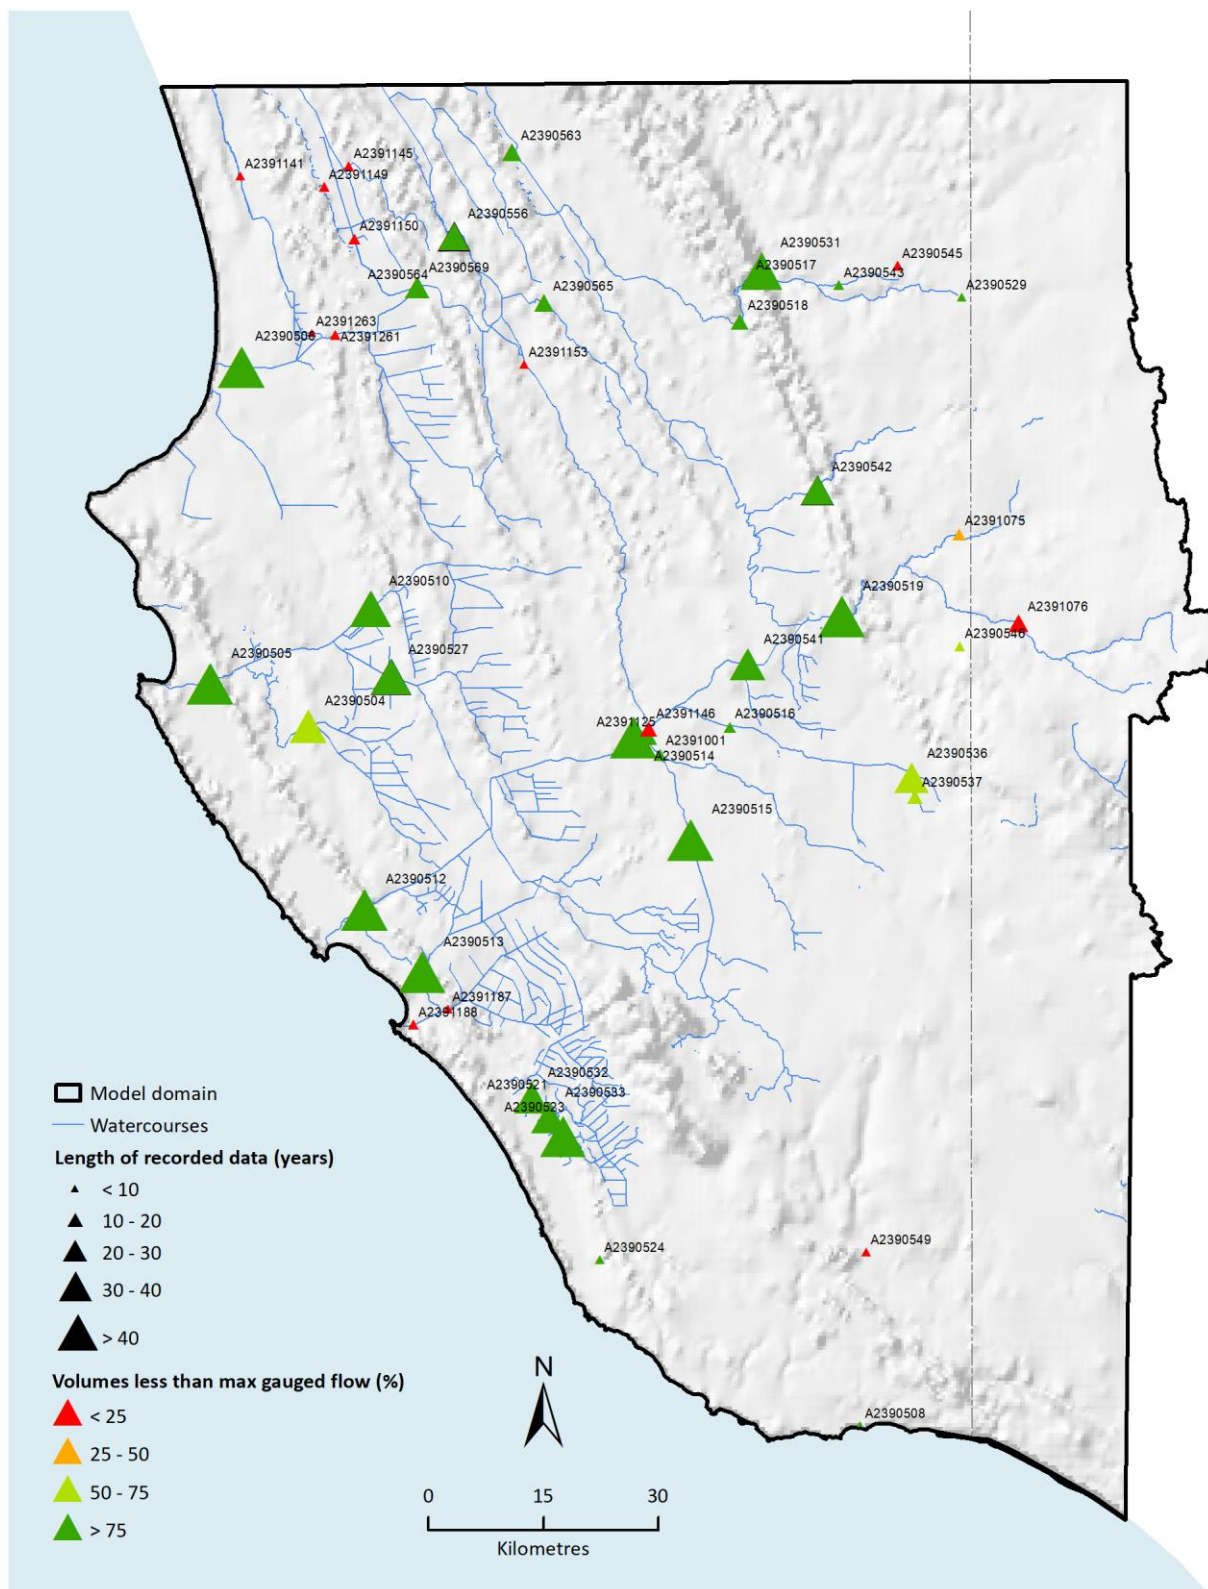 A2390563
A2391145
A2391141
A2391149
A2390556
A2391150
A2390531
A2390545
A2390517
A2390543
A2390569
A2390564
A2390529
A2390565
A2390518
A2391263
A2390506
A2391261
A2391153
A2390542
A2391075
A2390510
A2390519
A2391076
A2390541
A2390546
A2390527
A2390505
A2390504
A2391146
A2390516
A2391125
A2391001
A2390514
A2390536
A2390537
A2390515
A2390512
A2390513
A2391187
A2391188
A2390532
A2390521
A2390533
A2390523
A2390524
A2390549
A2390508
Model domain
Watercourses
Length of recorded data (years)
< 10
10 - 20
20 - 30
30 - 40
> 40
Volumes less than max gauged flow (%)
< 25
25 - 50
50 - 75
> 75
N
0 15 30
Kilometres